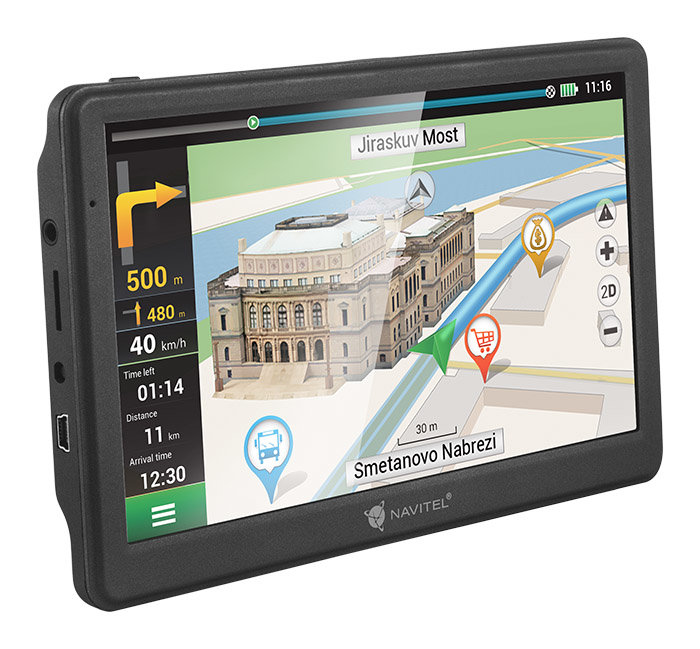 11:16
Jiraskuv Most
500 m
480 m
40 km/h
Time left
01:14
Distance
11 km
Arrival time
12:30
2D
30 m
Smetanovo Nabrezi
NAVITEL®